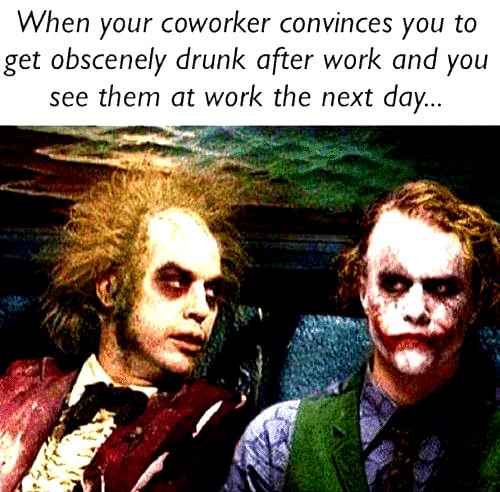 When your coworker convinces you to
get obscenely drunk after work and you
see them at work the next day...